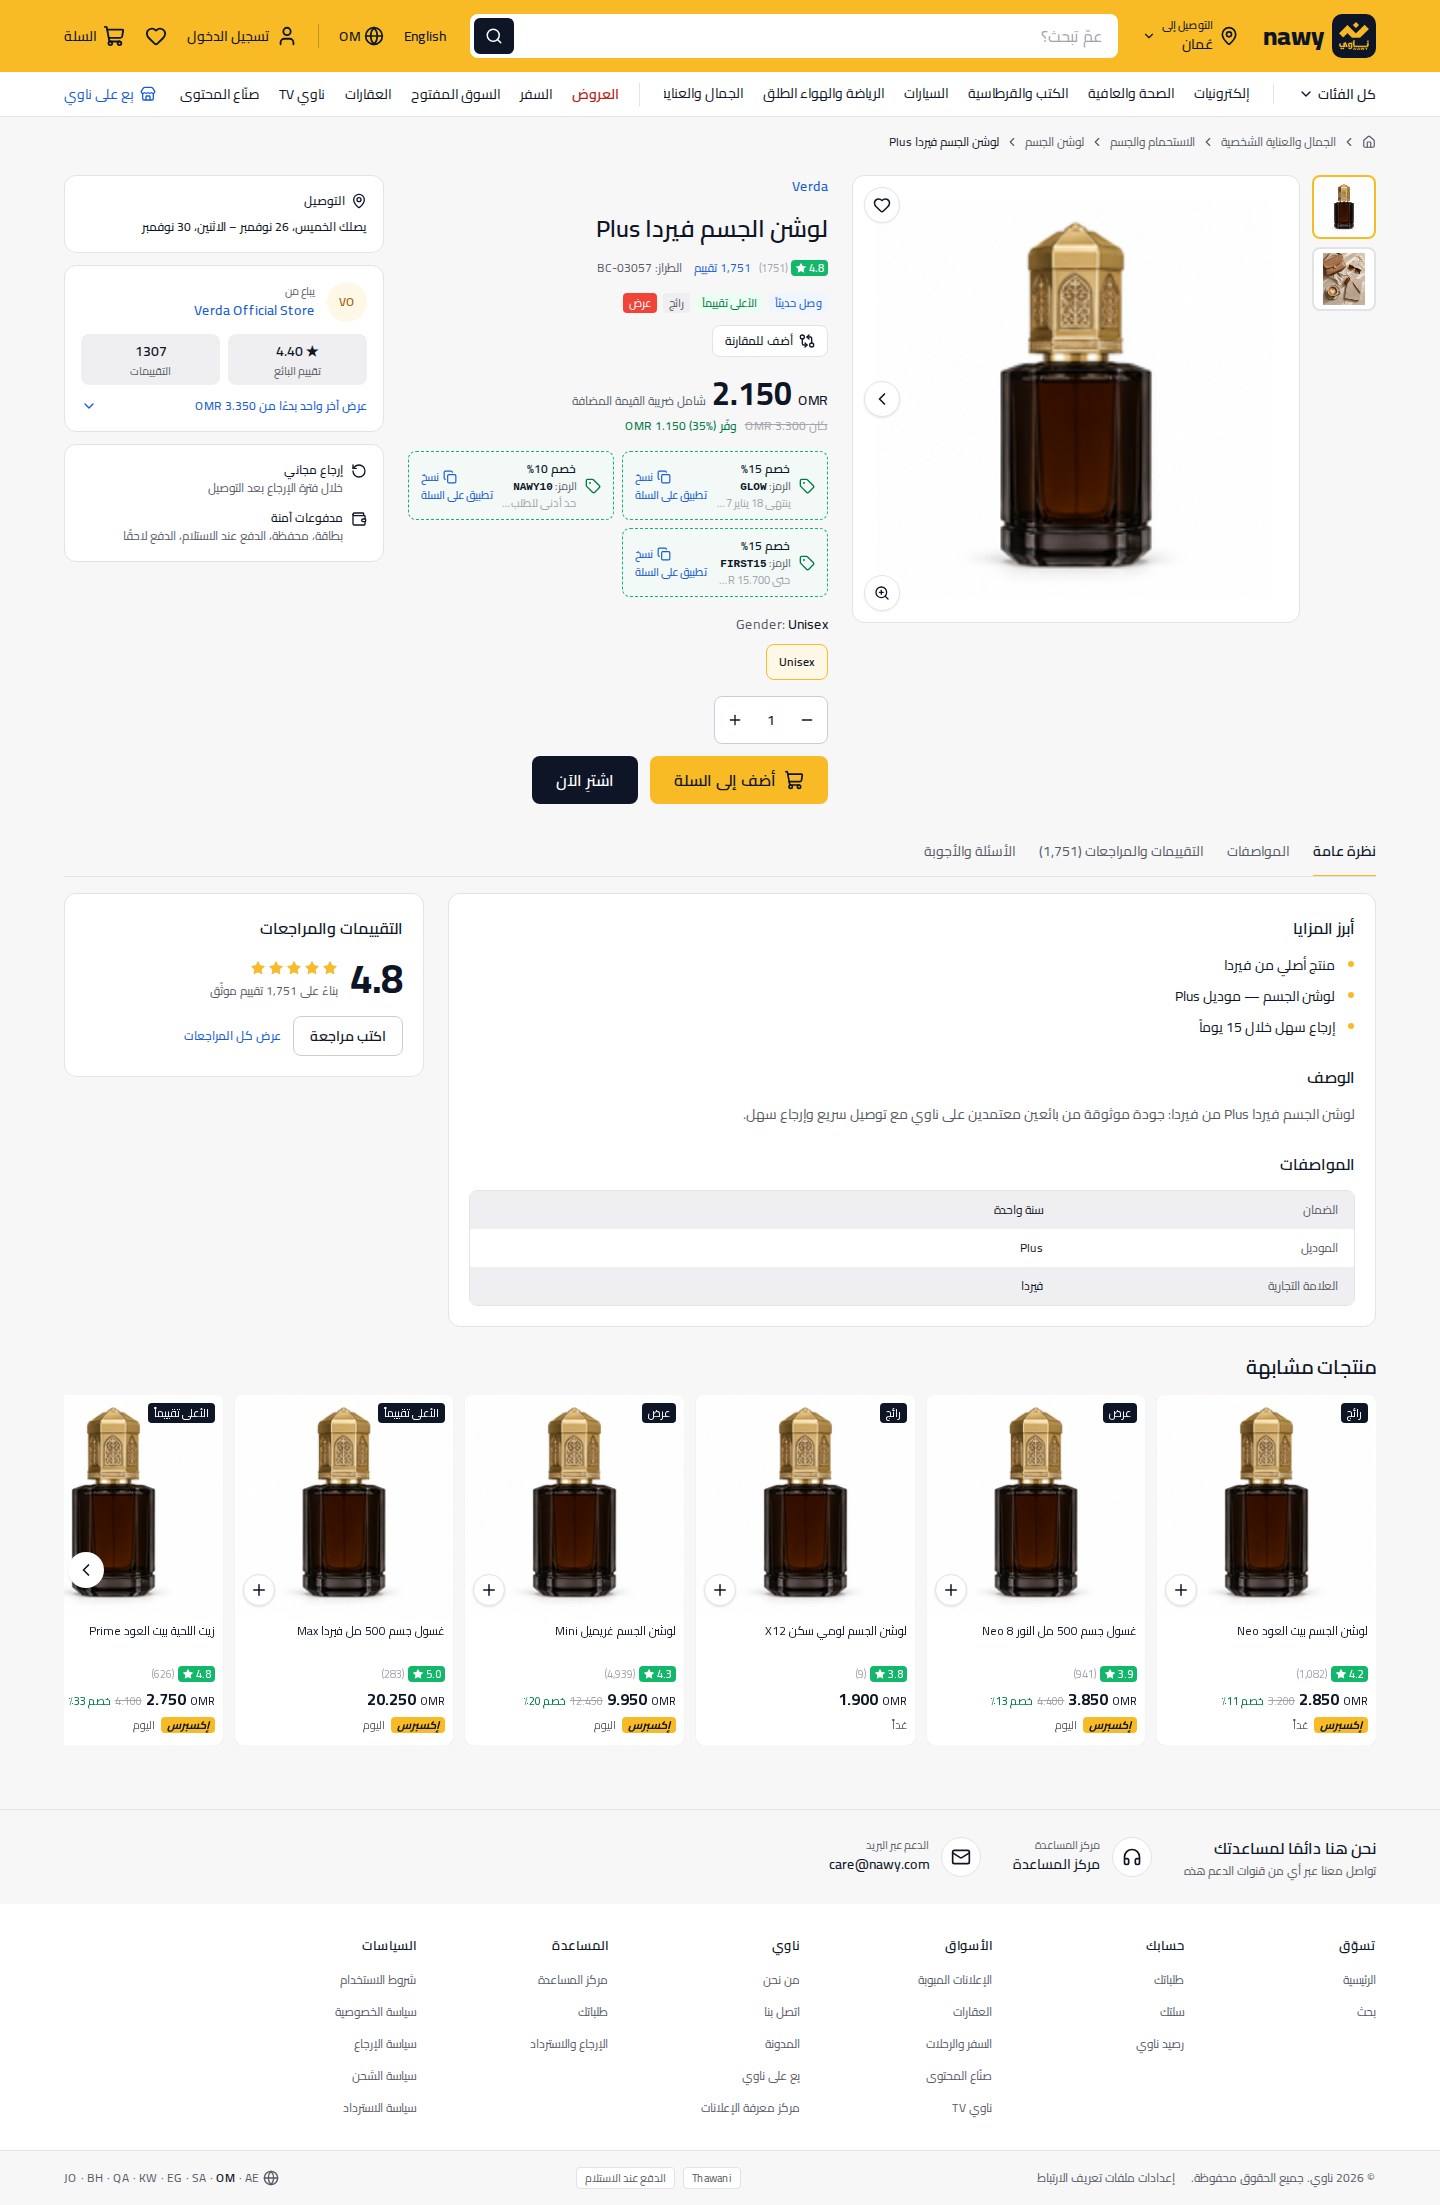 ناوي
nawy
التوصيل إلى
عُمان
عمّ تبحث؟
English
OM
تسجيل الدخول
السلة
كل الفئات
إلكترونيات
الصحة والعافية
الكتب والقرطاسية
السيارات
الرياضة والهواء الطلق
الجمال والعناية
العروض
السفر
السوق المفتوح
العقارات
ناوي TV
صنّاع المحتوى
بِع على ناوي
الجمال والعناية الشخصية
الاستحمام والجسم
لوشن الجسم
لوشن الجسم فيردا Plus
Verda
لوشن الجسم فيردا Plus
4.8 (1751) 1,751 تقييم الطراز: BC-03057
وصل حديثاً
الأعلى تقييماً
رائج
عرض
أضف للمقارنة
OMR 2.150 شامل ضريبة القيمة المضافة
كان OMR 3.300 وفّر OMR 1.150 (35%)
خصم 15%
الرمز: GLOW
ينتهي 18 يناير 7...
نسخ
تطبيق على السلة
خصم 10%
الرمز: NAWY10
حد أدنى للطلب...
نسخ
تطبيق على السلة
خصم 15%
الرمز: FIRST15
حتى 15.700 R...
نسخ
تطبيق على السلة
Gender: Unisex
Unisex
1
أضف إلى السلة
اشترِ الآن
التوصيل
يصلك الخميس، 26 نوفمبر – الاثنين، 30 نوفمبر
VO
يباع من
Verda Official Store
4.40 ★
تقييم البائع
1307
التقييمات
عرض آخر واحد بدءًا من OMR 3.350
إرجاع مجاني
خلال فترة الإرجاع بعد التوصيل
مدفوعات آمنة
بطاقة، محفظة، الدفع عند الاستلام، الدفع لاحقًا
نظرة عامة
المواصفات
التقييمات والمراجعات (1,751)
الأسئلة والأجوبة
أبرز المزايا
منتج أصلي من فيردا
لوشن الجسم — موديل Plus
إرجاع سهل خلال 15 يوماً
الوصف
لوشن الجسم فيردا Plus من فيردا: جودة موثوقة من بائعين معتمدين على ناوي مع توصيل سريع وإرجاع سهل.
المواصفات
الضمان سنة واحدة
الموديل Plus
العلامة التجارية فيردا
التقييمات والمراجعات
4.8
بناءً على 1,751 تقييم موثّق
اكتب مراجعة
عرض كل المراجعات
منتجات مشابهة
رائج
لوشن الجسم بيت العود Neo
4.2 (1,082)
OMR 2.850 3.200 خصم 11٪
إكسبرس غداً
عرض
غسول جسم 500 مل النور Neo 8
3.9 (941)
OMR 3.850 4.400 خصم 13٪
إكسبرس اليوم
رائج
لوشن الجسم لومي سكن X12
3.8 (9)
OMR 1.900
غداً
عرض
لوشن الجسم غريميل Mini
4.3 (4,939)
OMR 9.950 12.450 خصم 20٪
إكسبرس اليوم
الأعلى تقييماً
غسول جسم 500 مل فيردا Max
5.0 (283)
OMR 20.250
إكسبرس اليوم
الأعلى تقييماً
زيت اللحية بيت العود Prime
4.8 (626)
OMR 2.750 4.100 خصم 33٪
إكسبرس اليوم
نحن هنا دائمًا لمساعدتك
تواصل معنا عبر أي من قنوات الدعم هذه
مركز المساعدة
مركز المساعدة
الدعم عبر البريد
care@nawy.com
تسوّق
الرئيسية
بحث
حسابك
طلباتك
سلتك
رصيد ناوي
الأسواق
الإعلانات المبوبة
العقارات
السفر والرحلات
صنّاع المحتوى
ناوي TV
ناوي
من نحن
اتصل بنا
المدونة
بِع على ناوي
مركز معرفة الإعلانات
المساعدة
مركز المساعدة
طلباتك
الإرجاع والاسترداد
السياسات
شروط الاستخدام
سياسة الخصوصية
سياسة الإرجاع
سياسة الشحن
سياسة الاسترداد
© 2026 ناوي. جميع الحقوق محفوظة.
إعدادات ملفات تعريف الارتباط
Thawani
الدفع عند الاستلام
JO · BH · QA · KW · EG · SA · OM · AE